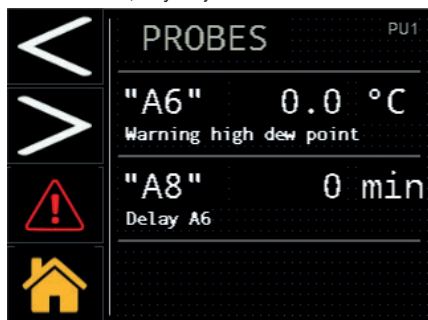 PROBES PU1
"A6" 0.0 °C
Warning high dew point
"A8" 0 min
Delay A6